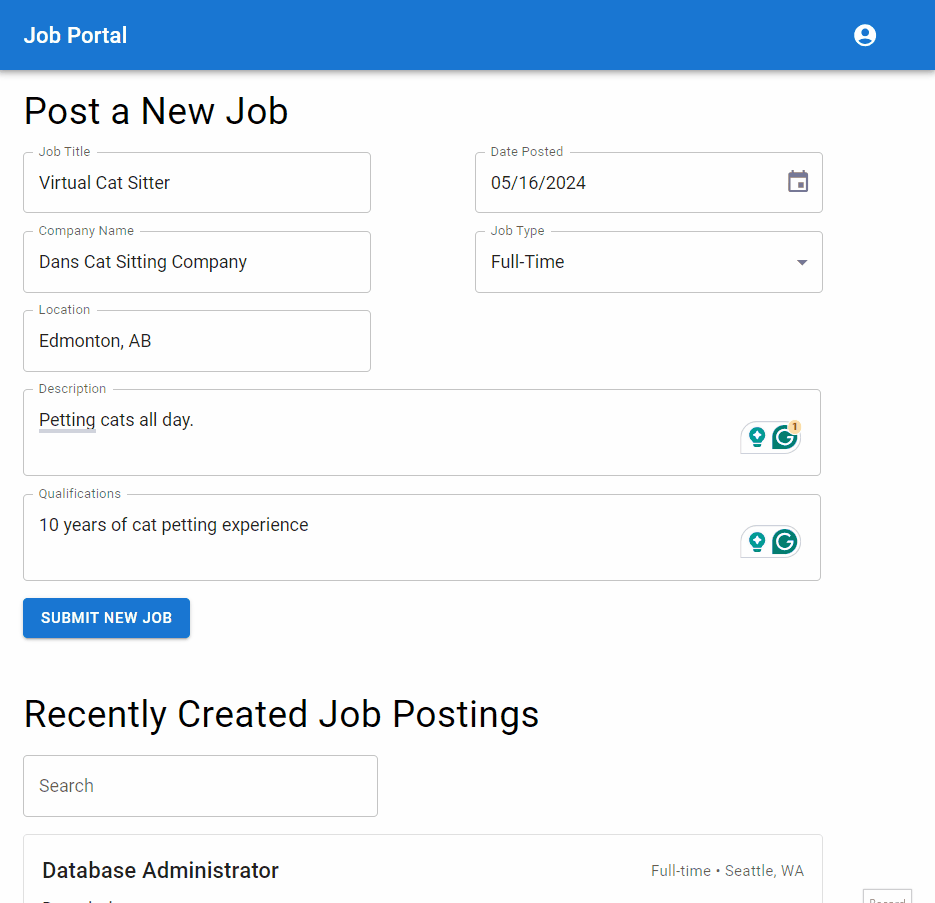 Job Portal
Post a New Job
Job Title
Virtual Cat Sitter
Date Posted
05/16/2024
Company Name
Dans Cat Sitting Company
Job Type
Full-Time
Location
Edmonton, AB
Description
Petting cats all day.
1
Qualifications
10 years of cat petting experience
SUBMIT NEW JOB
Recently Created Job Postings
Search
Database Administrator
Full-time • Seattle, WA